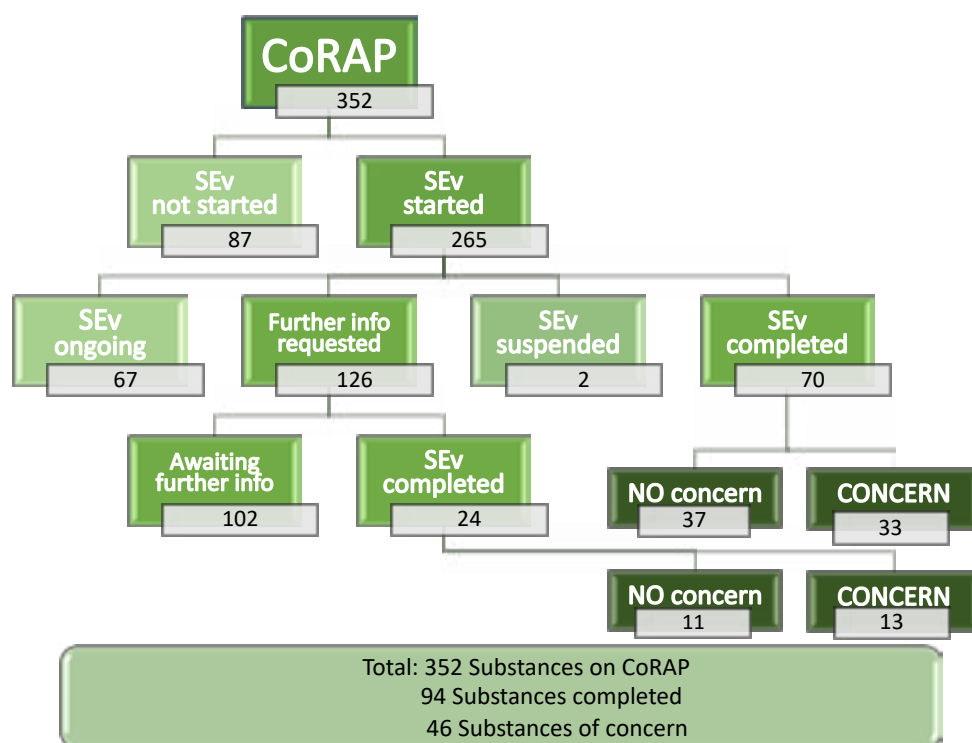 CoRAP
352
SEv
not started
87
SEv
started
265
SEv
ongoing
67
Further info
requested
126
SEv
suspended
2
SEv
completed
70
Awaiting
further info
102
SEv
completed
24
NO concern
37
CONCERN
33
NO concern
11
CONCERN
13
Total: 352 Substances on CoRAP
94 Substances completed
46 Substances of concern